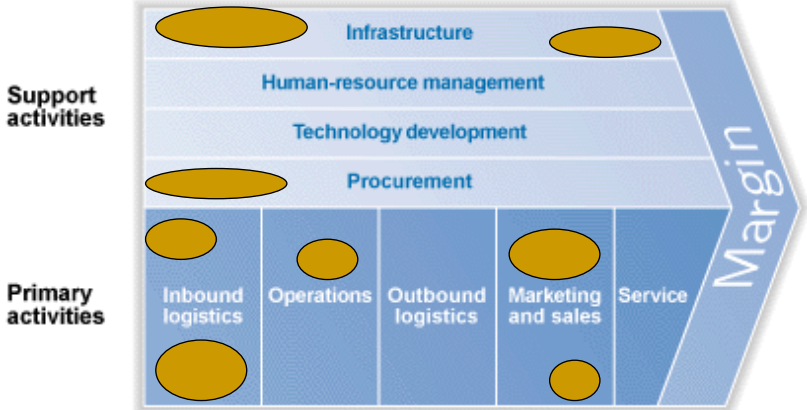 Infrastructure
Human-resource management
Technology development
Procurement
Support
activities
Margin
Primary
activities
Inbound
logistics
Operations
Outbound
logistics
Marketing
and sales
Service